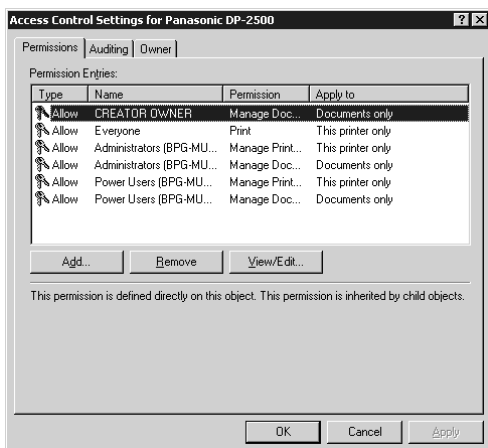 Access Control Settings for Panasonic DP-2500 ? ×
Permissions Auditing Owner
Permission Entries:
Type Name Permission Apply to
Allow CREATOR OWNER Manage Doc... Documents only
Allow Everyone Print This printer only
Allow Administrators (BPG-MU... Manage Print... This printer only
Allow Administrators (BPG-MU... Manage Doc... Documents only
Allow Power Users (BPG-MU... Manage Print... This printer only
Allow Power Users (BPG-MU... Manage Doc... Documents only
Add... Remove View/Edit...
This permission is defined directly on this object. This permission is inherited by child objects.
OK Cancel Apply